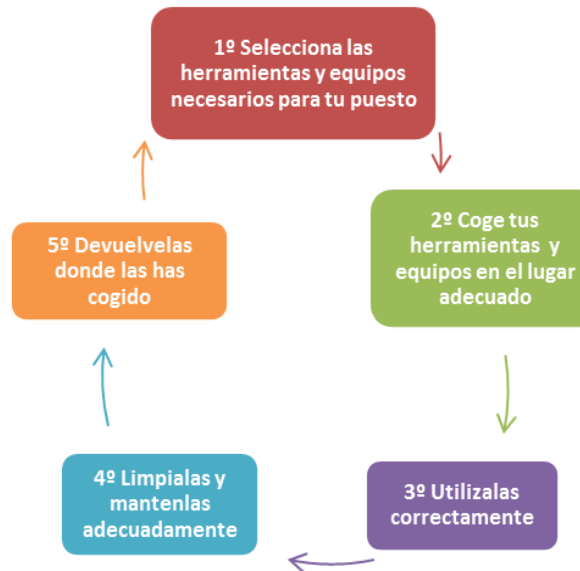 1º Selecciona las
herramientas y equipos
necesarios para tu puesto
2º Coge tus
herramientas y
equipos en el lugar
adecuado
3º Utilizalas
correctamente
4º Limpialas y
mantenlas
adecuadamente
5º Devuelvelas
donde las has
cogido